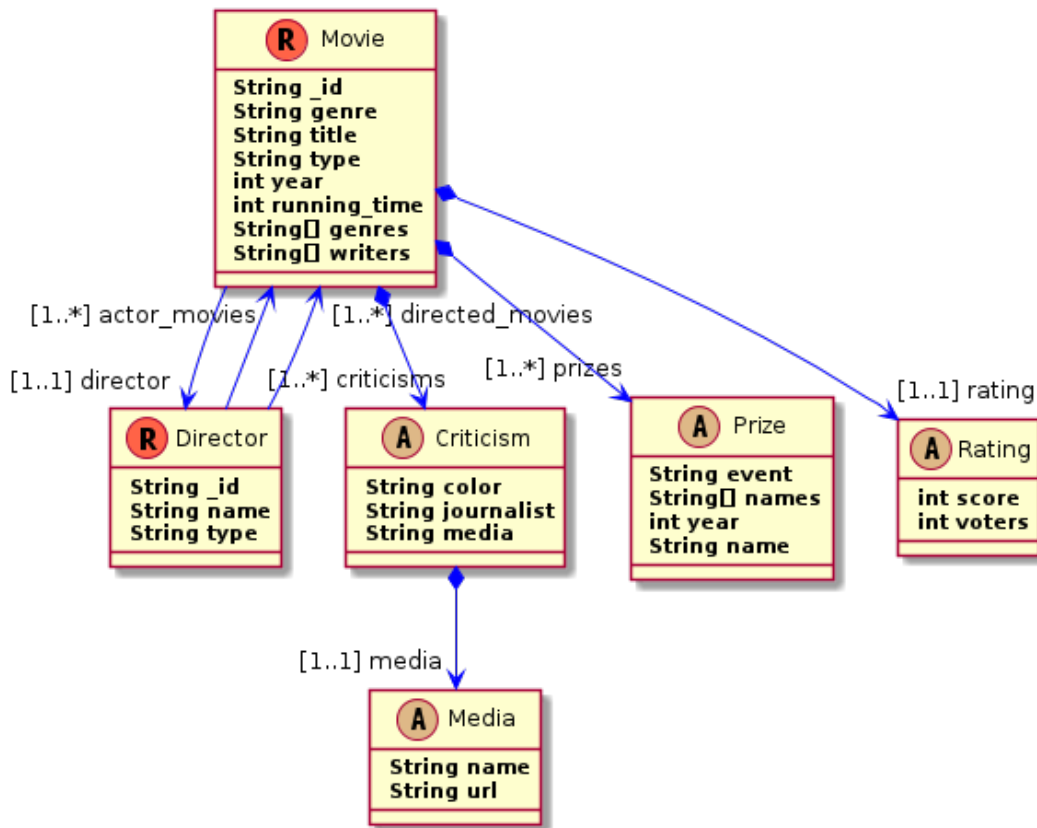 R Movie
String _id
String genre
String title
String type
int year
int running_time
String[] genres
String[] writers
[1..*] actor_movies
[1..*] directed_movies
[1..1] director
[1..*] criticisms
[1..*] prizes
[1..1] rating
R Director
String _id
String name
String type
A Criticism
String color
String journalist
String media
A Prize
String event
String[] names
int year
String name
A Rating
int score
int voters
[1..1] media
A Media
String name
String url